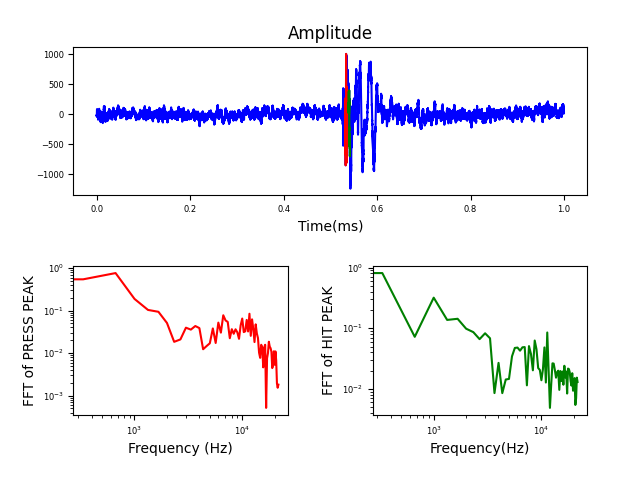 Amplitude
1000
500
0
−500
−1000
0.0 0.2 0.4 0.6 0.8 1.0
Time(ms)
FFT of PRESS PEAK
10⁰
10⁻¹
10⁻²
10⁻³
10³ 10⁴
Frequency (Hz)
FFT of HIT PEAK
10⁰
10⁻¹
10⁻²
10³ 10⁴
Frequency(Hz)